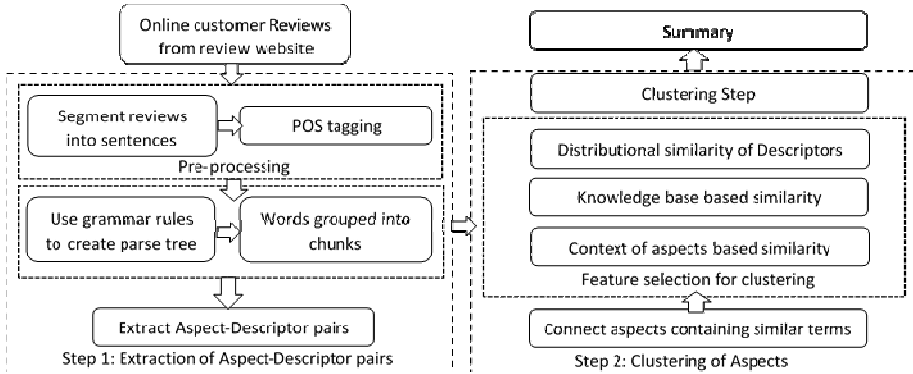 Online customer Reviews
from review website
Segment reviews
into sentences
POS tagging
Pre-processing
Use grammar rules
to create parse tree
Words grouped into
chunks
Extract Aspect-Descriptor pairs
Step 1: Extraction of Aspect-Descriptor pairs
Summary
Clustering Step
Distributional similarity of Descriptors
Knowledge base based similarity
Context of aspects based similarity
Feature selection for clustering
Connect aspects containing similar terms
Step 2: Clustering of Aspects